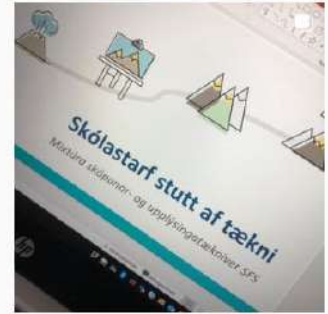 Skólastarf stutt af tækni
Mixtúra sköpunar- og upplýsingatækniver SFS
hp